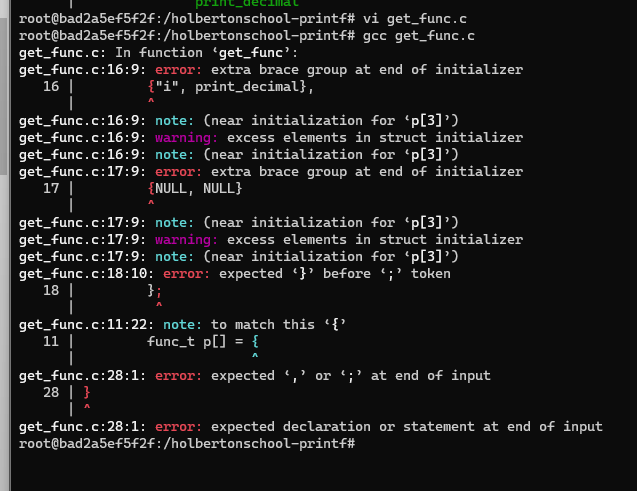 print_decimal
root@bad2a5ef5f2f:/holbertonschool-printf# vi get_func.c
root@bad2a5ef5f2f:/holbertonschool-printf# gcc get_func.c
get_func.c: In function ‘get_func’:
get_func.c:16:9: error: extra brace group at end of initializer
16 | {"i", print_decimal},
| ^
get_func.c:16:9: note: (near initialization for ‘p[3]’)
get_func.c:16:9: warning: excess elements in struct initializer
get_func.c:16:9: note: (near initialization for ‘p[3]’)
get_func.c:17:9: error: extra brace group at end of initializer
17 | {NULL, NULL}
| ^
get_func.c:17:9: note: (near initialization for ‘p[3]’)
get_func.c:17:9: warning: excess elements in struct initializer
get_func.c:17:9: note: (near initialization for ‘p[3]’)
get_func.c:18:10: error: expected ‘}’ before ‘;’ token
18 | };
| ^
get_func.c:11:22: note: to match this ‘{’
11 | func_t p[] = {
| ^
get_func.c:28:1: error: expected ‘,’ or ‘;’ at end of input
28 | }
| ^
get_func.c:28:1: error: expected declaration or statement at end of input
root@bad2a5ef5f2f:/holbertonschool-printf#